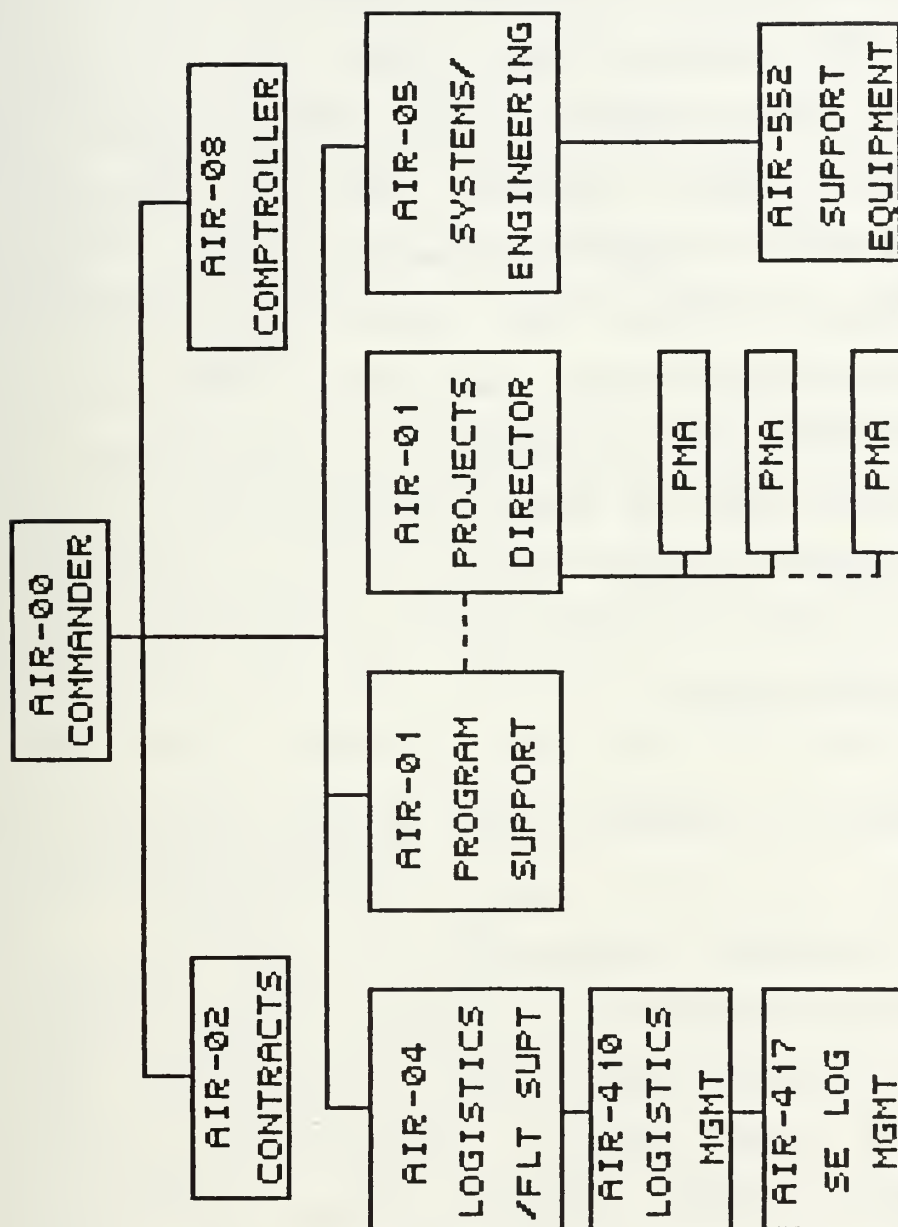 AIR-00
COMMANDER
AIR-02
CONTRACTS
AIR-08
COMPTROLLER
AIR-04
LOGISTICS
/FLT SUPT
AIR-01
PROGRAM
SUPPORT
AIR-01
PROJECTS
DIRECTOR
AIR-05
SYSTEMS/
ENGINEERING
AIR-410
LOGISTICS
MGMT
PMA
PMA
PMA
AIR-417
SE LOG
MGMT
AIR-552
SUPPORT
EQUIPMENT